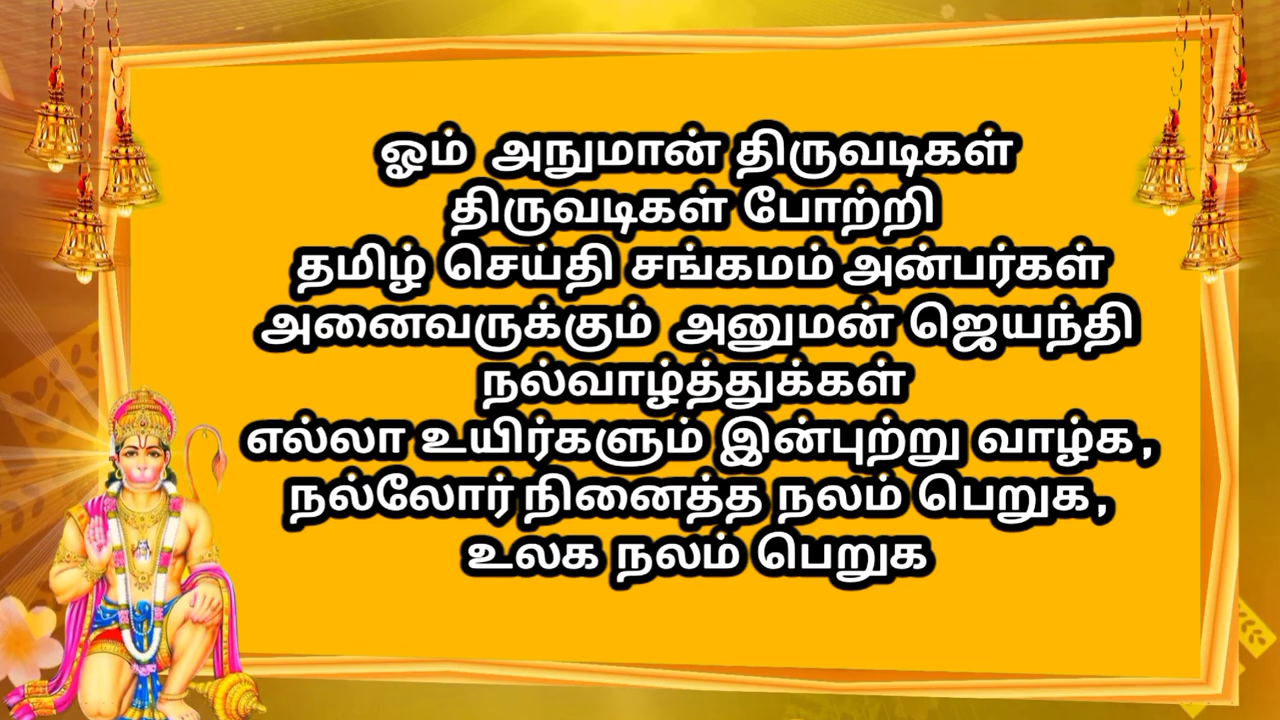 ஓம் அநுமான் திருவடிகள்
திருவடிகள் போற்றி
தமிழ் செய்தி சங்கமம் அன்பர்கள்
அனைவருக்கும் அனுமன் ஜெயந்தி
நல்வாழ்த்துக்கள்
எல்லா உயிர்களும் இன்புற்று வாழ்க,
நல்லோர் நினைத்த நலம் பெறுக,
உலக நலம் பெறுக